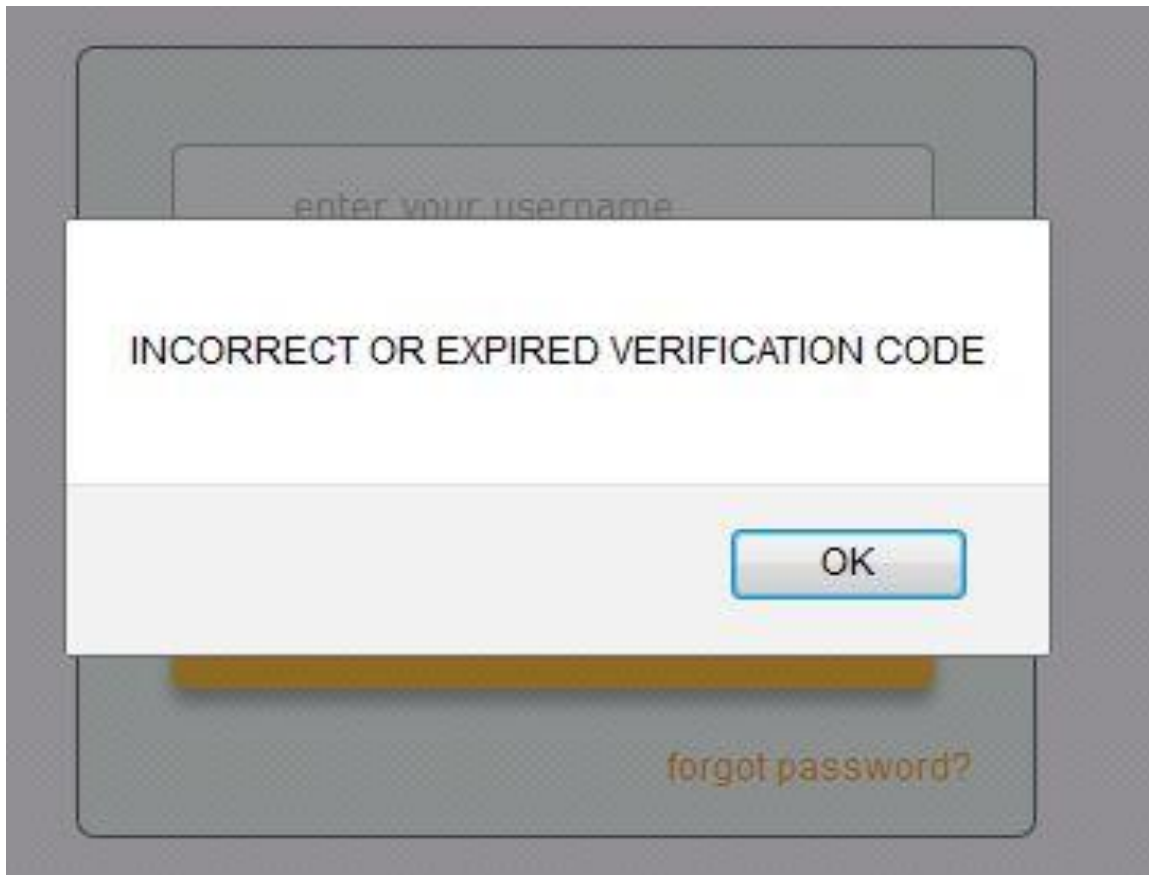 enter your username
INCORRECT OR EXPIRED VERIFICATION CODE
OK
forgot password?